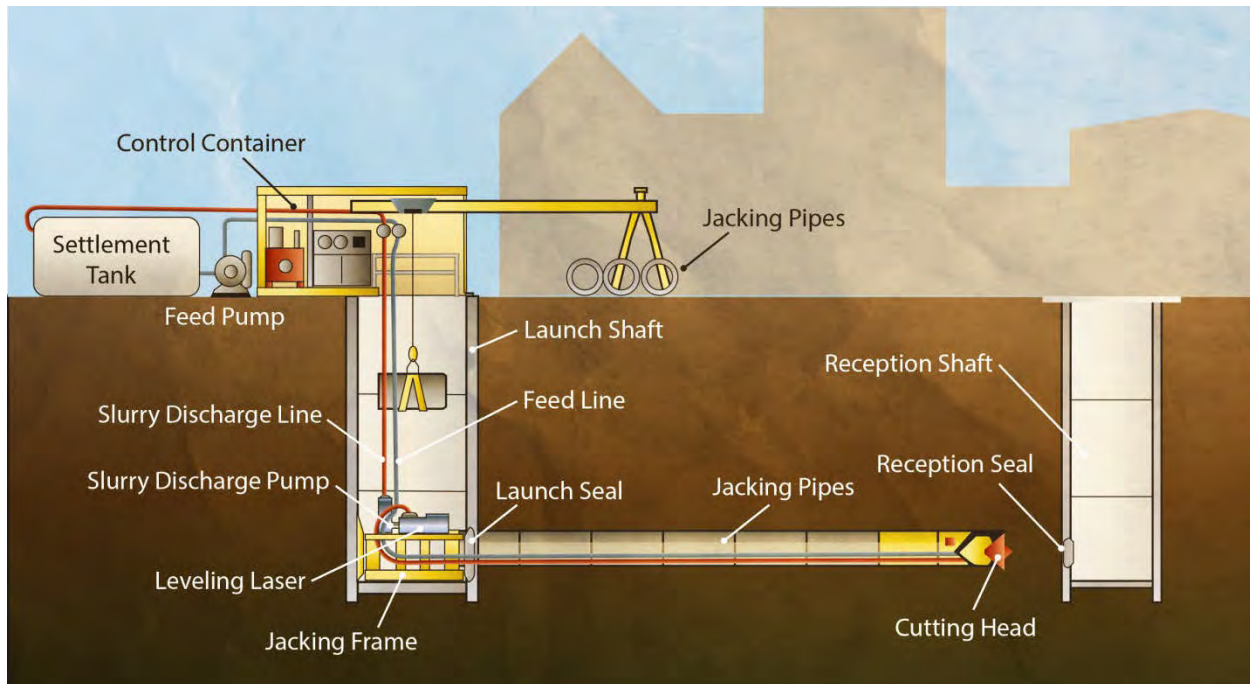 Control Container
Jacking Pipes
Settlement
Tank
Feed Pump
Launch Shaft
Reception Shaft
Slurry Discharge Line
Feed Line
Slurry Discharge Pump
Launch Seal
Jacking Pipes
Reception Seal
Leveling Laser
Jacking Frame
Cutting Head